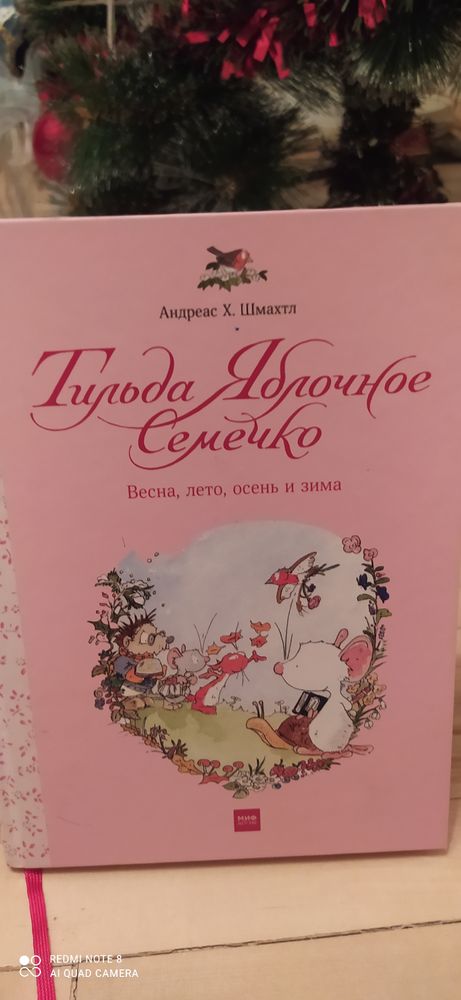 Андреас Х. Шмахтл
Тильда Яблочное
Семечко
Весна, лето, осень и зима
МИФ
REDMI NOTE 8
AI QUAD CAMERA